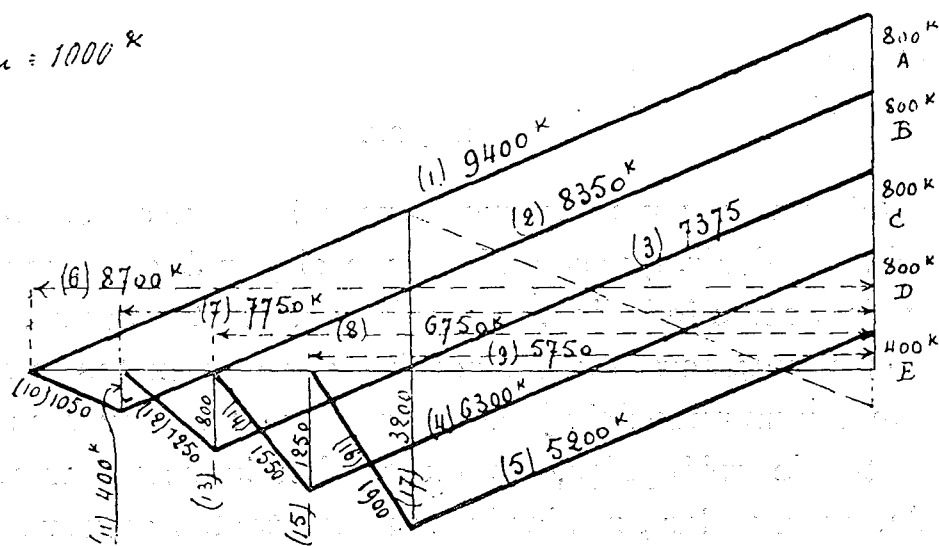 = 1000 ᴷ
800 ᴷ
A
800 ᴷ
B
800 ᴷ
C
800 ᴷ
D
400 ᴷ
E
(1) 9400 ᴷ
(2) 8350 ᴷ
(3) 7375
(6) 8700 ᴷ
(7) 7750 ᴷ
(8) 6750 ᴷ
(9) 5750
(10) 1050
(11) 400 ᴷ
(12) 1250
(13) 800
(14) 1550
(15) 1250
(16) 1900
(17) 3200
(4) 6300 ᴷ
(5) 5200 ᴷ